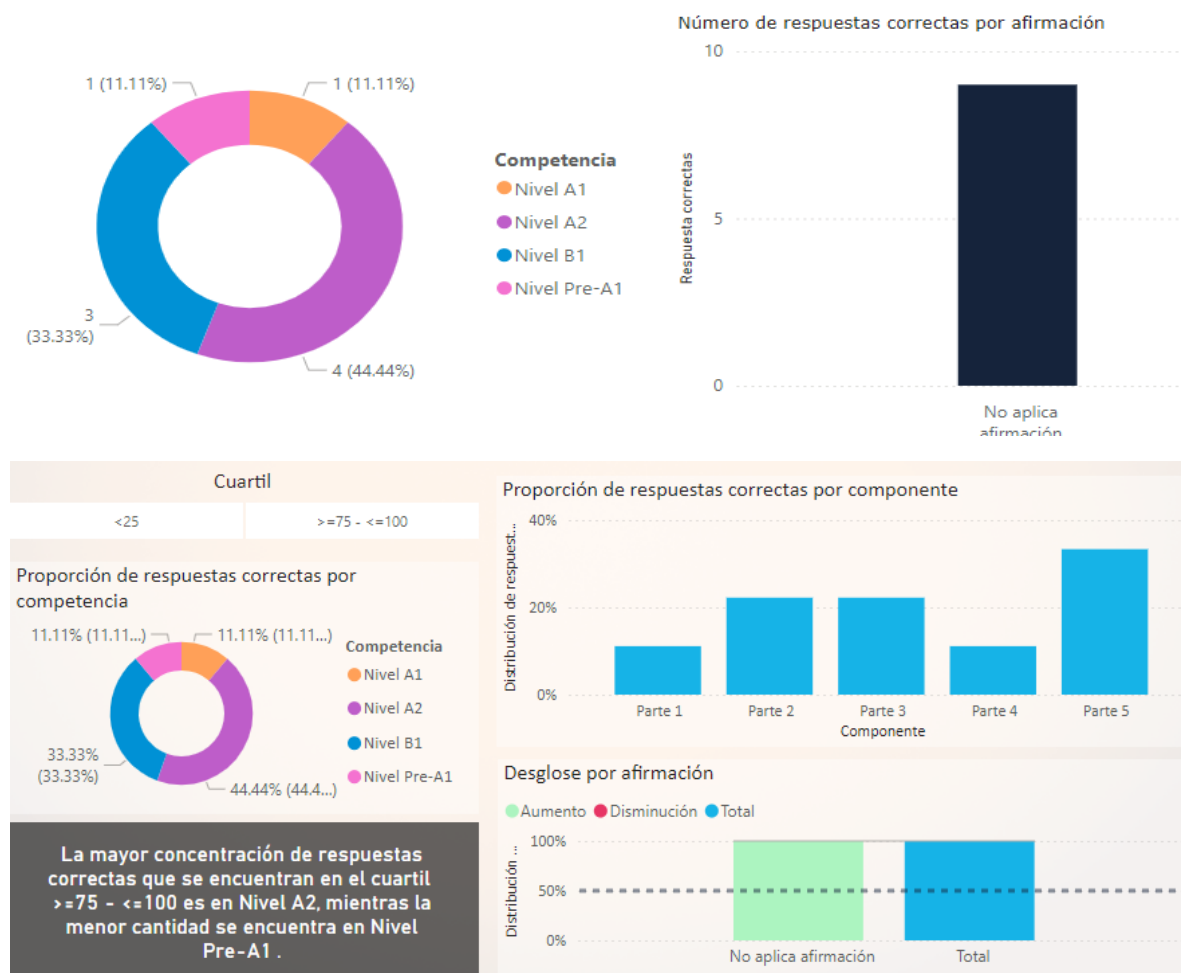 1 (11.11%)
1 (11.11%)
3
(33.33%)
4 (44.44%)
Competencia
Nivel A1
Nivel A2
Nivel B1
Nivel Pre-A1
Número de respuestas correctas por afirmación
Respuesta correctas
10
5
0
No aplica
afirmación
Cuartil
<25
>=75 - <=100
Proporción de respuestas correctas por
competencia
11.11% (11.11...)
11.11% (11.11...)
33.33%
(33.33%)
44.44% (44.4...)
Competencia
Nivel A1
Nivel A2
Nivel B1
Nivel Pre-A1
La mayor concentración de respuestas
correctas que se encuentran en el cuartil
>=75 - <=100 es en Nivel A2, mientras la
menor cantidad se encuentra en Nivel
Pre-A1 .
Proporción de respuestas correctas por componente
Distribución de respuest...
40%
20%
0%
Parte 1
Parte 2
Parte 3
Parte 4
Parte 5
Componente
Desglose por afirmación
Aumento
Disminución
Total
Distribución ...
100%
50%
0%
No aplica afirmación
Total